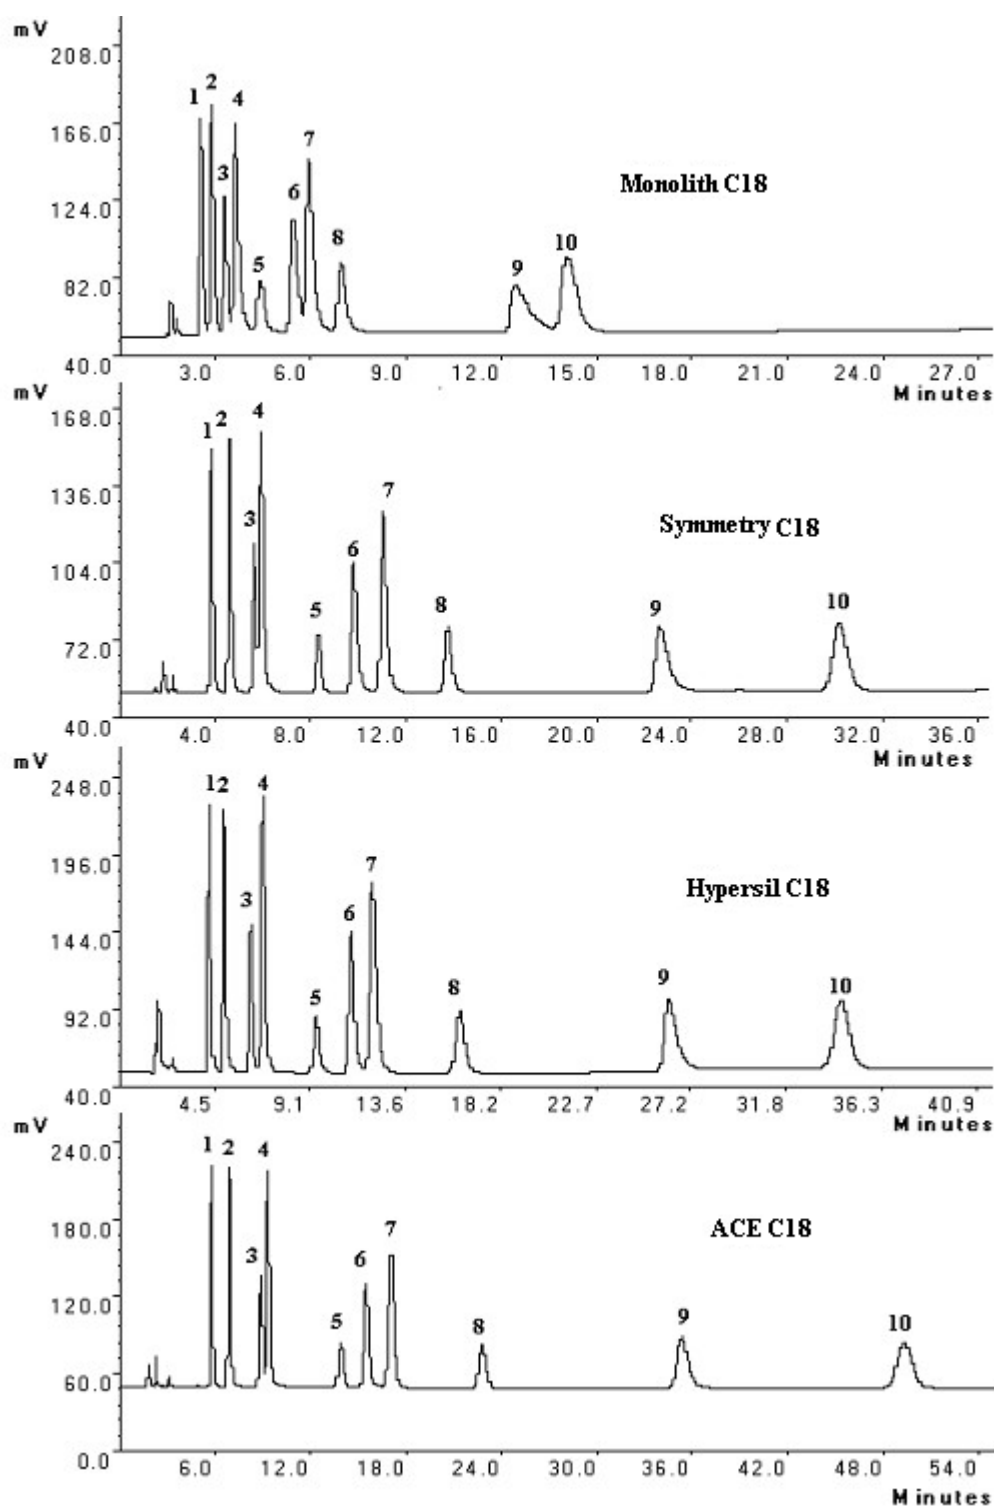 mV
208.0
166.0
124.0
82.0
40.0
1 2 3 4 5 6 7 8 9 10
Monolith C18
3.0 6.0 9.0 12.0 15.0 18.0 21.0 24.0 27.0
Minutes
mV
168.0
136.0
104.0
72.0
40.0
1 2 3 4 5 6 7 8 9 10
Symmetry C18
4.0 8.0 12.0 16.0 20.0 24.0 28.0 32.0 36.0
Minutes
mV
248.0
196.0
144.0
92.0
40.0
1 2 3 4 5 6 7 8 9 10
Hypersil C18
4.5 9.1 13.6 18.2 22.7 27.2 31.8 36.3 40.9
Minutes
mV
240.0
180.0
120.0
60.0
0.0
1 2 3 4 5 6 7 8 9 10
ACE C18
6.0 12.0 18.0 24.0 30.0 36.0 42.0 48.0 54.0
Minutes